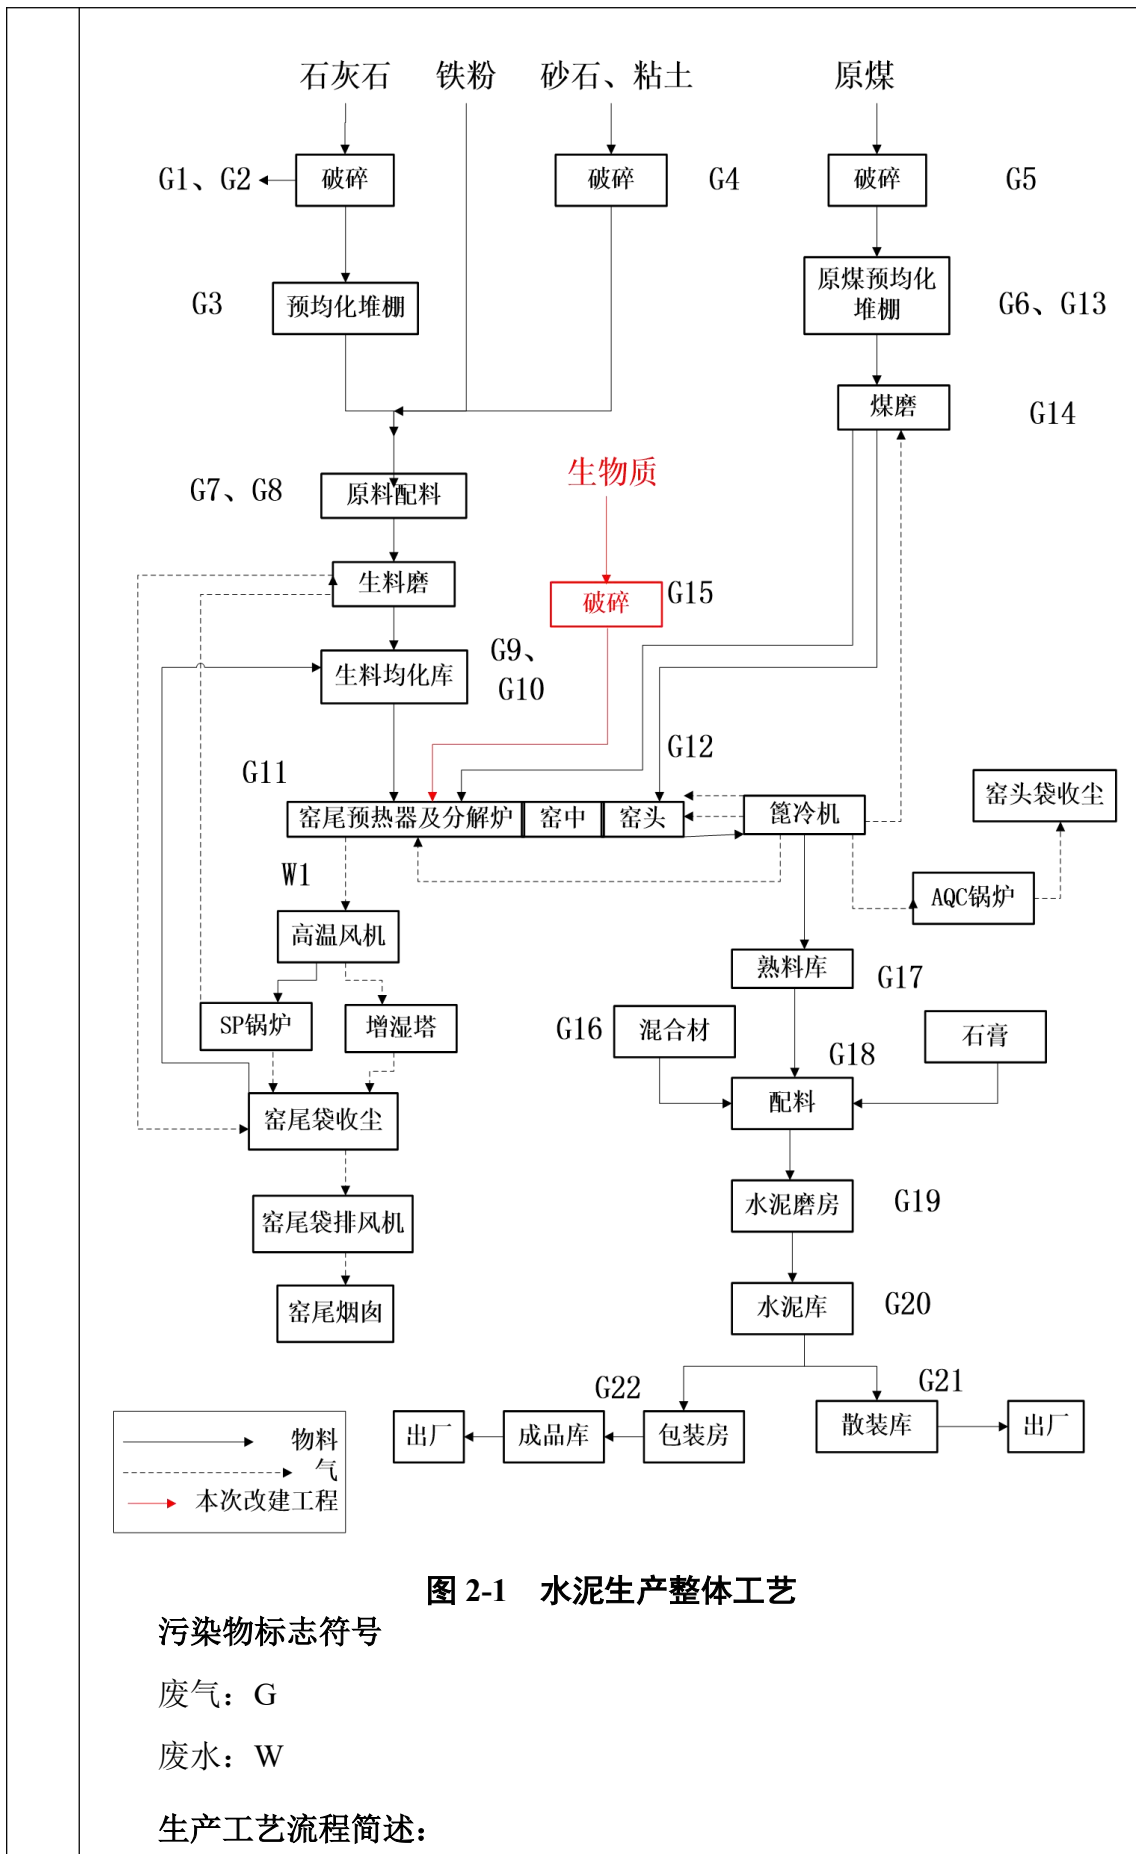 石灰石 铁粉 砂石、粘土 原煤
G1、G2 破碎 破碎 G4 破碎 G5
G3 预均化堆棚 原煤预均化
堆棚 G6、G13
煤磨 G14
生物质
G7、G8 原料配料
生料磨 破碎 G15
生料均化库 G9、
G10
G11 G12
窑尾预热器及分解炉 窑中 窑头 篦冷机 窑头袋收尘
W1 AQC锅炉
高温风机
熟料库 G17
SP锅炉 增湿塔 G16 混合材 石膏
G18
窑尾袋收尘 配料
窑尾袋排风机 水泥磨房 G19
窑尾烟囱 水泥库 G20
G22 G21
出厂 成品库 包装房 散装库 出厂
物料
气
本次改建工程
图 2-1 水泥生产整体工艺
污染物标志符号
废气：G
废水：W
生产工艺流程简述：